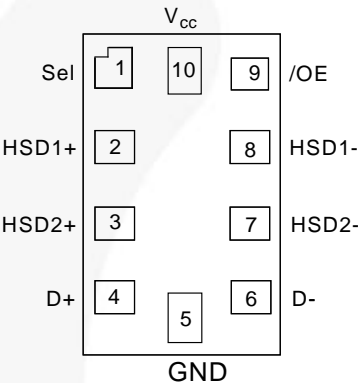 Vcc
Sel 1 10 9 /OE
HSD1+ 2 8 HSD1-
HSD2+ 3 7 HSD2-
D+ 4 5 6 D-
GND